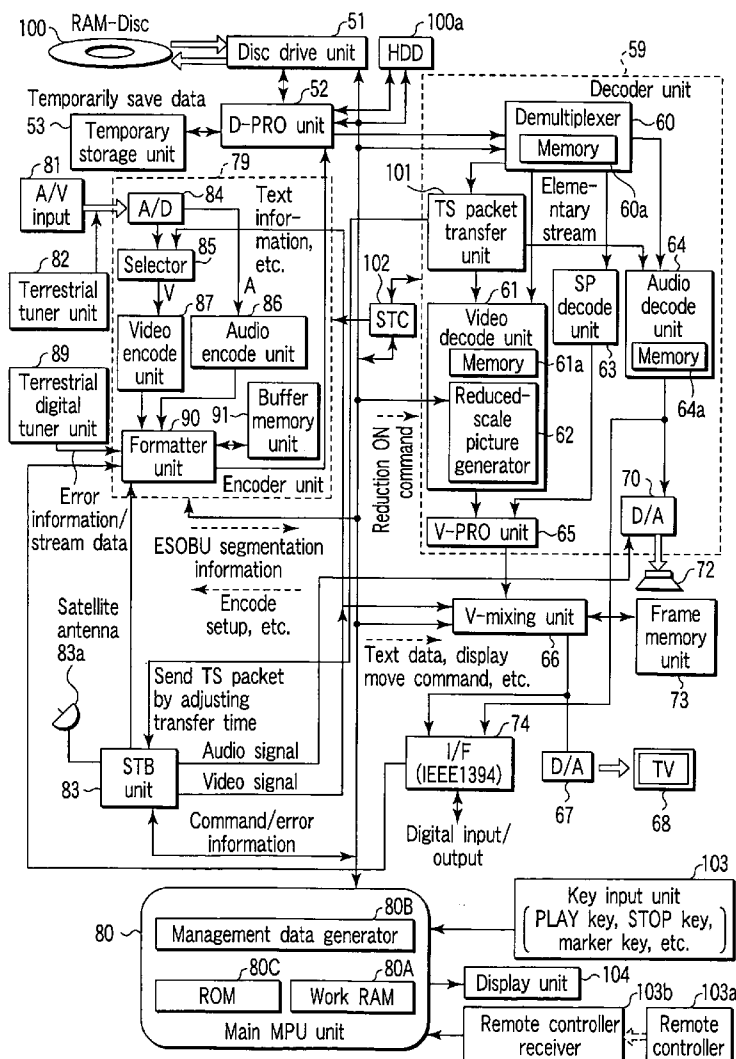 RAM-Disc
100
51
Disc drive unit
100a
HDD
59
Decoder unit
52
D-PRO unit
Temporarily save data
53
Temporary
storage unit
Demultiplexer
60
Memory
60a
81
A/V
input
79
A/D
84
Text
infor-
mation,
etc.
101
TS packet
transfer
unit
Elemen-
tary
stream
82
Terrestrial
tuner unit
Selector
85
V
A
102
STC
87
Video
encode
unit
86
Audio
encode unit
61
Video
decode unit
Memory
61a
SP
decode
unit
63
64
Audio
decode unit
Memory
64a
89
Terrestrial
digital
tuner unit
90
Formatter
unit
91
Buffer
memory
unit
Encoder unit
Reduced-
scale
picture
generator
62
Reduction ON
command
Error
information/
stream data
V-PRO unit
65
70
D/A
72
ESOBU segmentation
information
Encode
setup, etc.
Satellite
antenna
83a
V-mixing unit
66
Frame
memory
unit
73
Text data, display
move command, etc.
Send TS packet
by adjusting
transfer time
STB
unit
83
Audio signal
Video signal
74
I/F
(IEEE1394)
D/A
67
TV
68
Command/error
information
Digital input/
output
80
80B
Management data generator
80C
ROM
80A
Work RAM
Main MPU unit
103
Key input unit
PLAY key, STOP key,
marker key, etc.
Display unit
104
103b
Remote controller
receiver
103a
Remote
controller